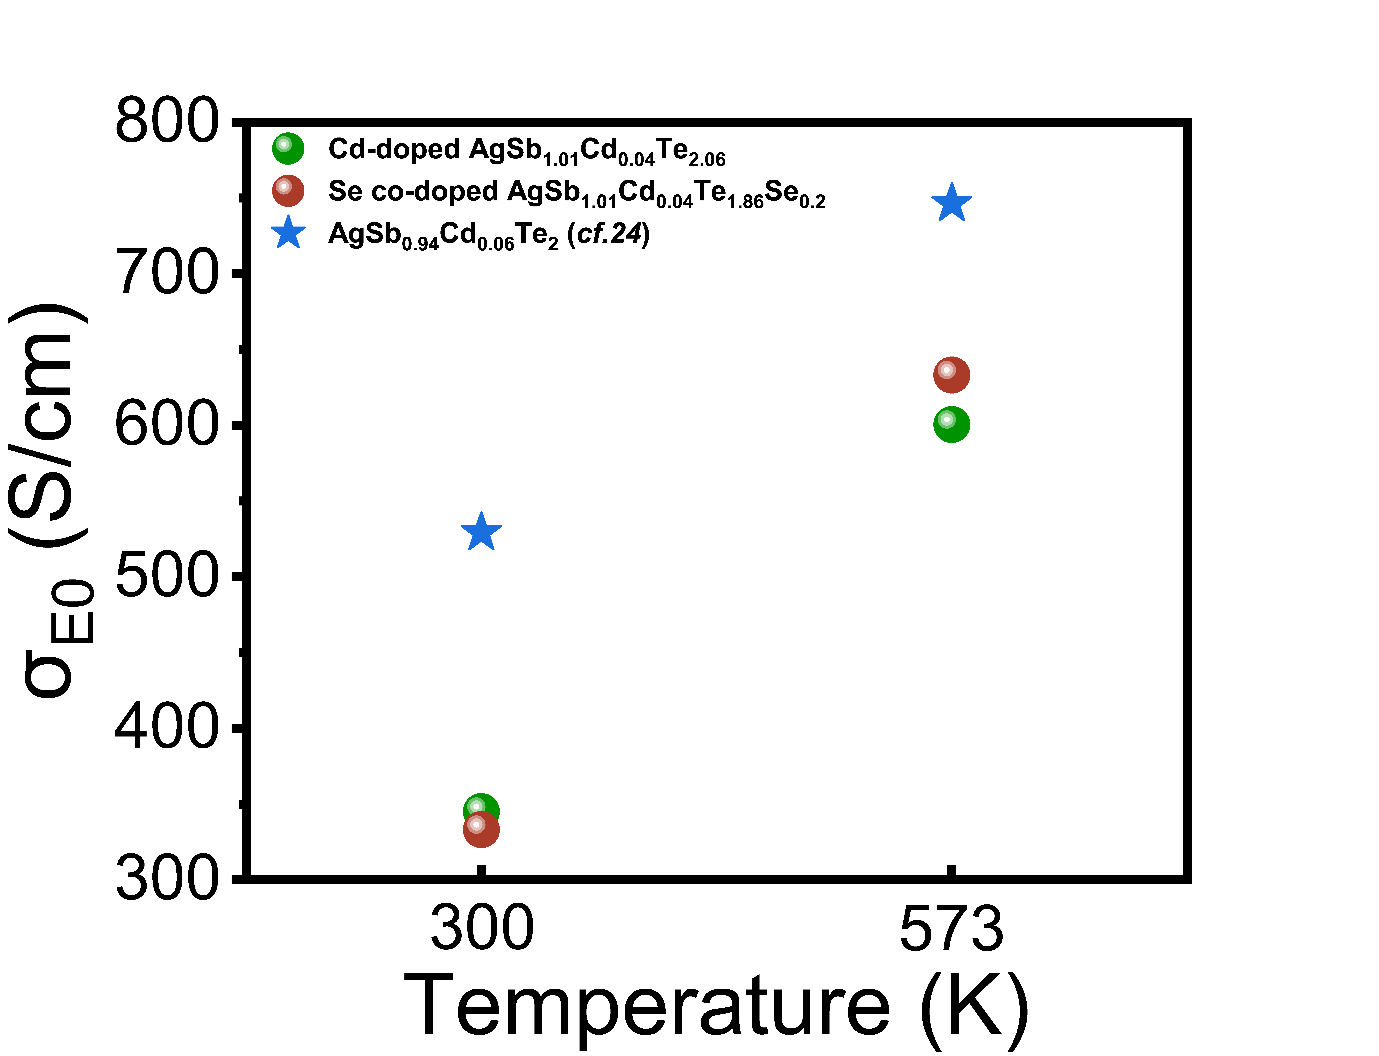 800
700
600
500
400
300
σE0 (S/cm)
Cd-doped AgSb1.01Cd0.04Te2.06
Se co-doped AgSb1.01Cd0.04Te1.86Se0.2
AgSb0.94Cd0.06Te2 (cf.24)
300 573
Temperature (K)